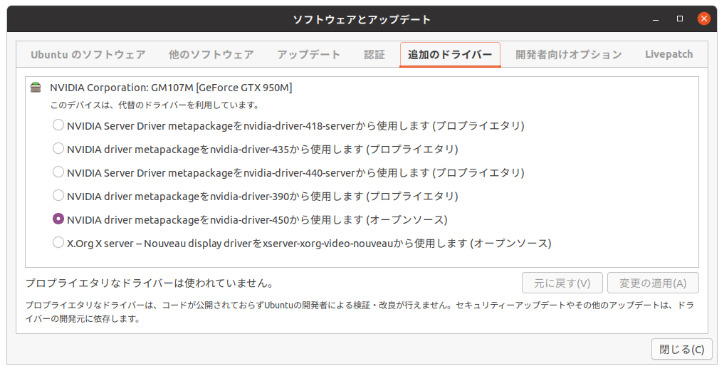 ソフトウェアとアップデート
Ubuntu のソフトウェア 他のソフトウェア アップデート 認証 追加のドライバー 開発者向けオプション Livepatch
NVIDIA Corporation: GM107M [GeForce GTX 950M]
このデバイスは、代替のドライバーを利用しています。
NVIDIA Server Driver metapackageをnvidia-driver-418-serverから使用します (プロプライエタリ)
NVIDIA driver metapackageをnvidia-driver-435から使用します (プロプライエタリ)
NVIDIA Server Driver metapackageをnvidia-driver-440-serverから使用します (プロプライエタリ)
NVIDIA driver metapackageをnvidia-driver-390から使用します (プロプライエタリ)
NVIDIA driver metapackageをnvidia-driver-450から使用します (オープンソース)
X.Org X server -- Nouveau display driverをxserver-xorg-video-nouveauから使用します (オープンソース)
プロプライエタリなドライバーは使われていません。 元に戻す(V) 変更の適用(A)
プロプライエタリなドライバーは、コードが公開されておらずUbuntuの開発者による検証・改良が行えません。セキュリティーアップデートやその他のアップデートは、ドラ
イバーの開発元に依存します。
閉じる(C)